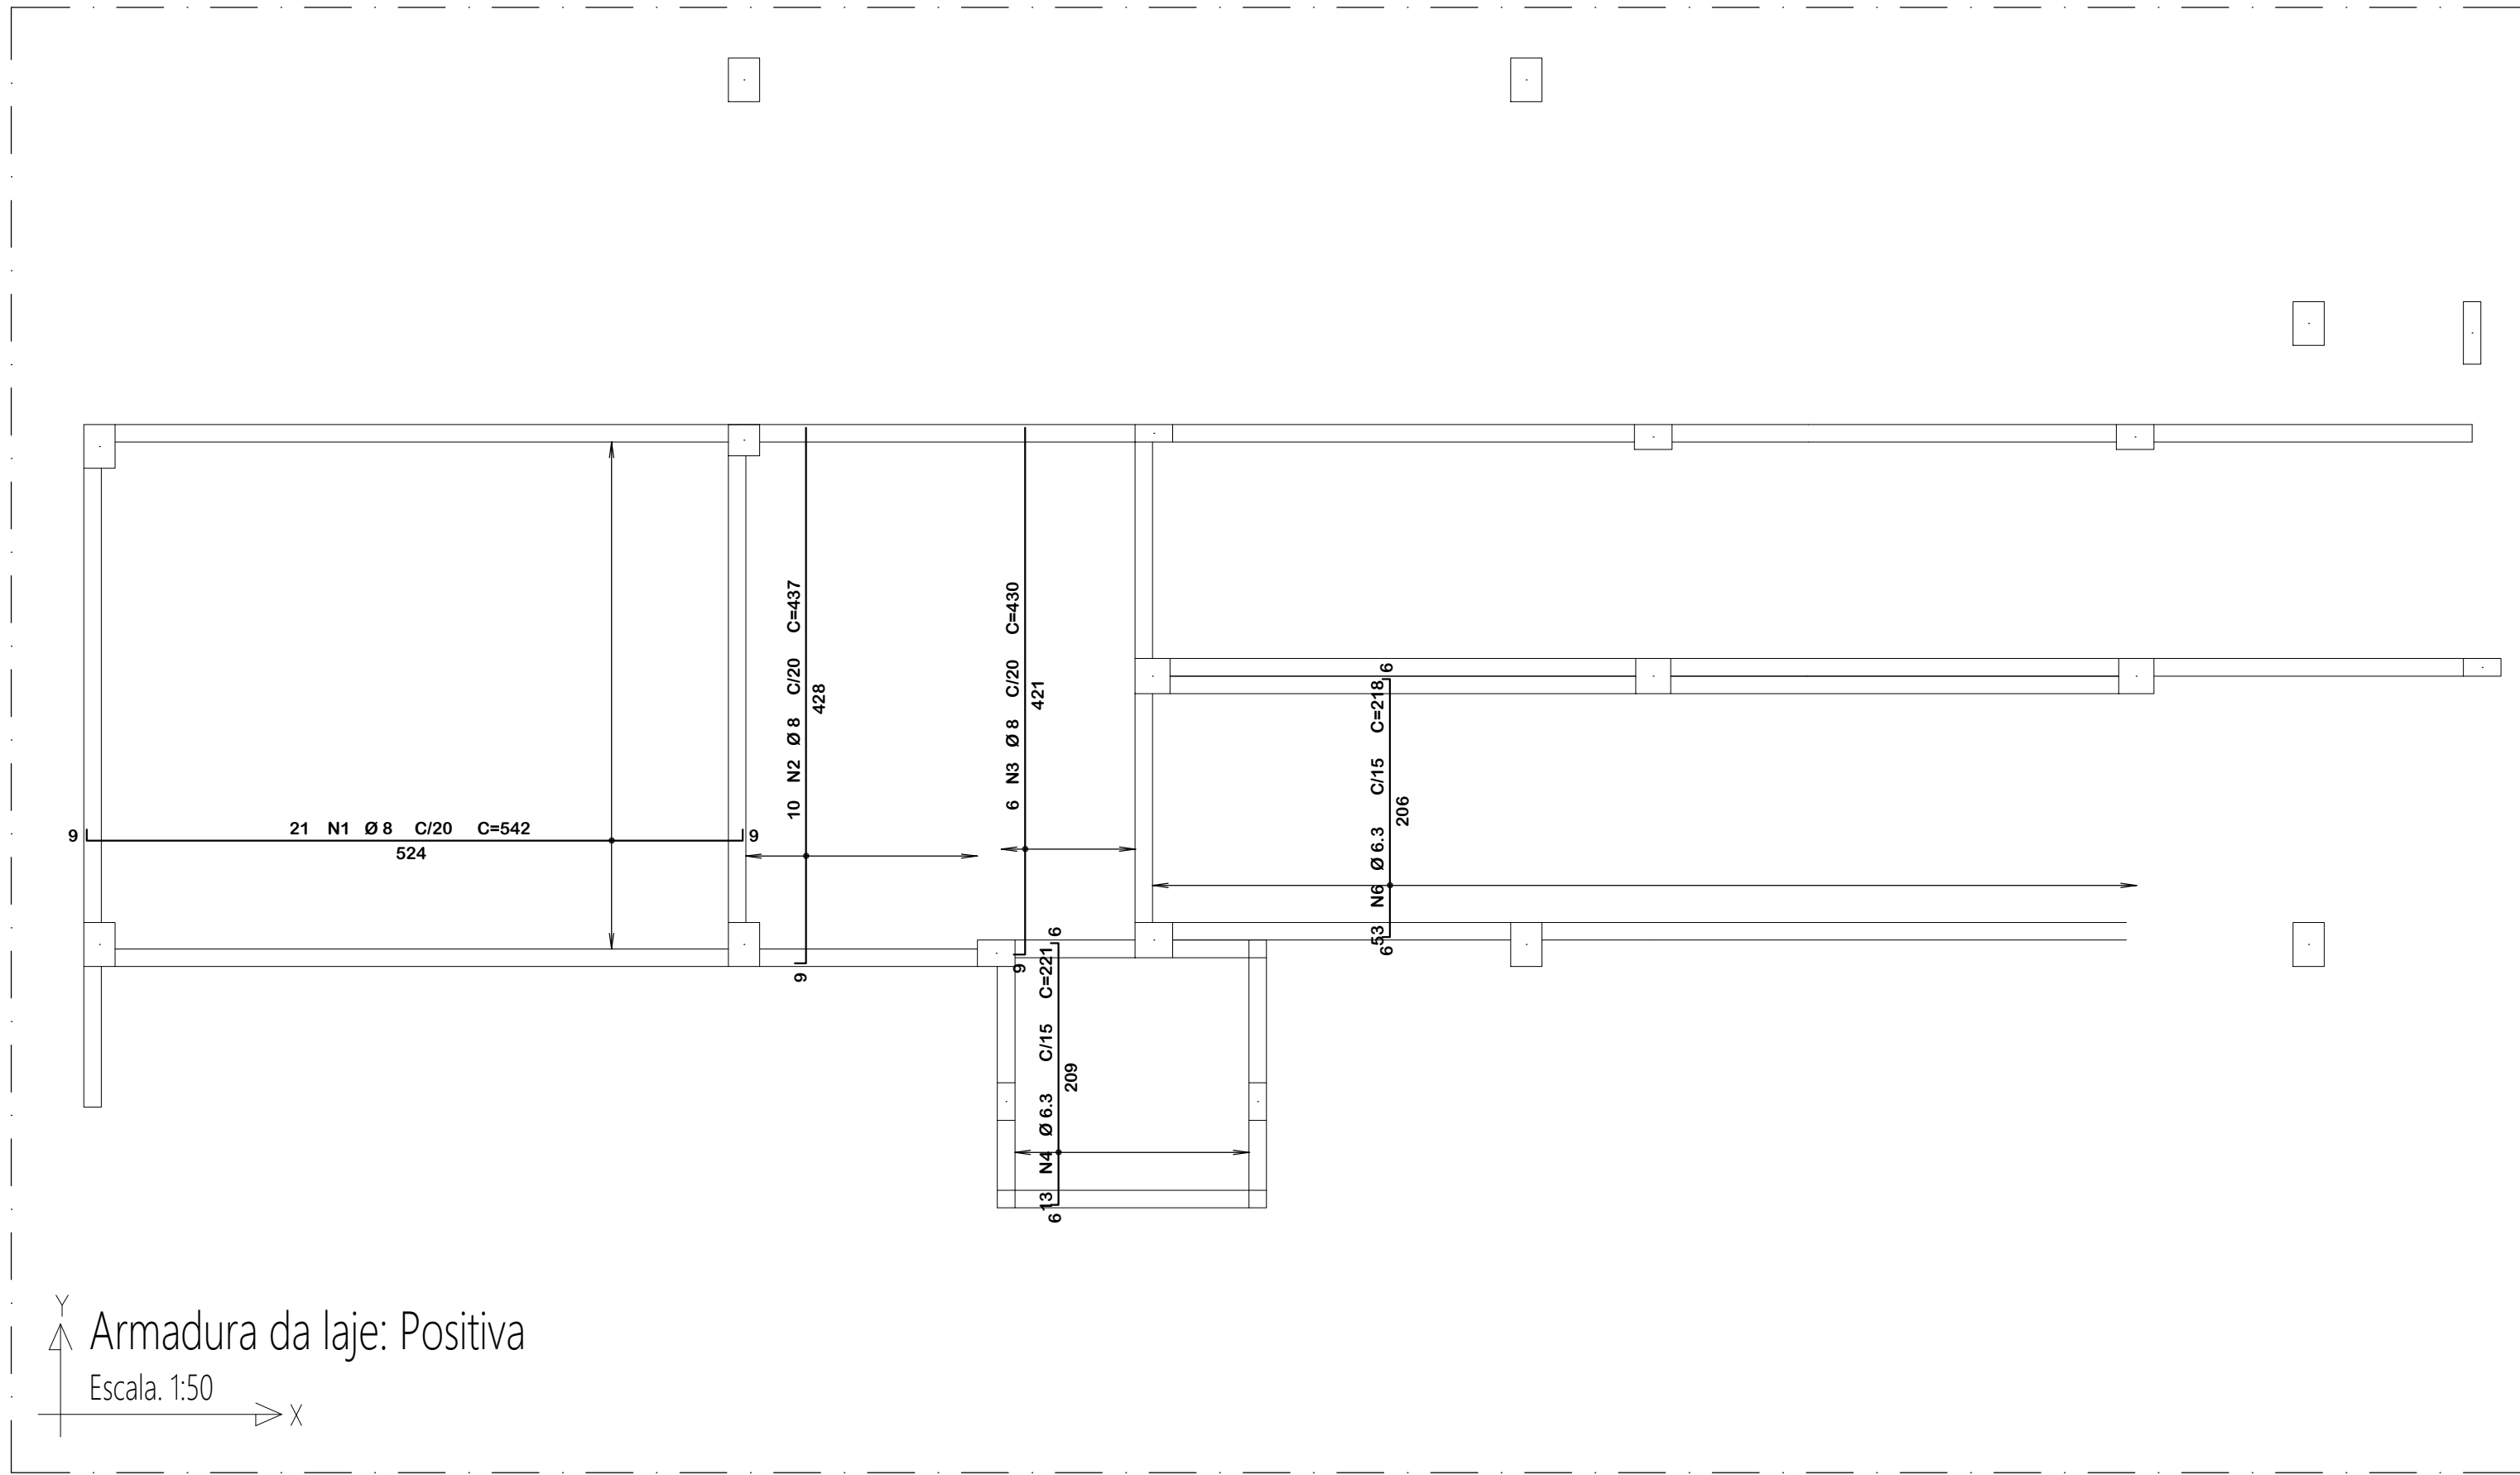 10 N2 Ø 8 C/20 C=437
428
9
6 N3 Ø 8 C/20 C=430
421
9
6
53 N6 Ø 6.3 C/15 C=218
206
6
9
21 N1 Ø 8 C/20 C=542
9
524
6
13 N4 Ø 6.3 C/15 C=221
209
6
Y
Armadura da laje: Positiva
Escala. 1:50
X